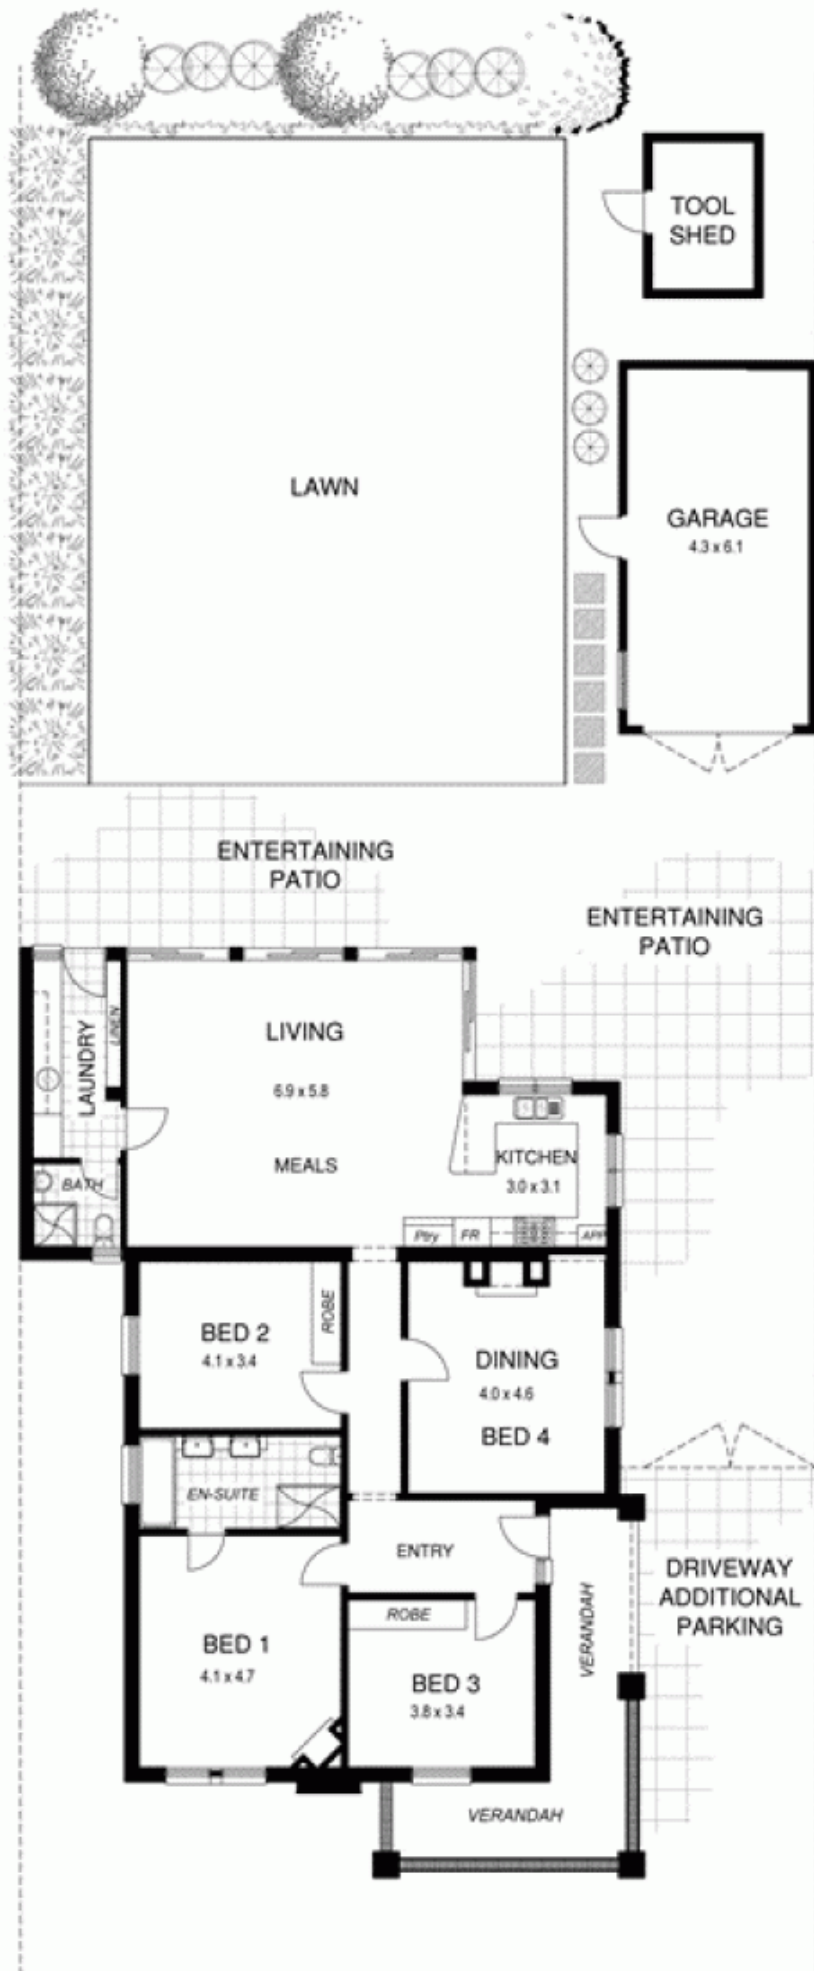 TOOL
SHED
LAWN
GARAGE
4.3 x 6.1
ENTERTAINING
PATIO
ENTERTAINING
PATIO
LIVING
6.9 x 5.8
MEALS
LINEN
LAUNDRY
BATH
KITCHEN
3.0 x 3.1
Ptry
FR
APP
BED 2
4.1 x 3.4
ROBE
DINING
4.0 x 4.6
BED 4
EN-SUITE
ENTRY
DRIVEWAY
ADDITIONAL
PARKING
VERANDAH
BED 1
4.1 x 4.7
ROBE
BED 3
3.8 x 3.4
VERANDAH